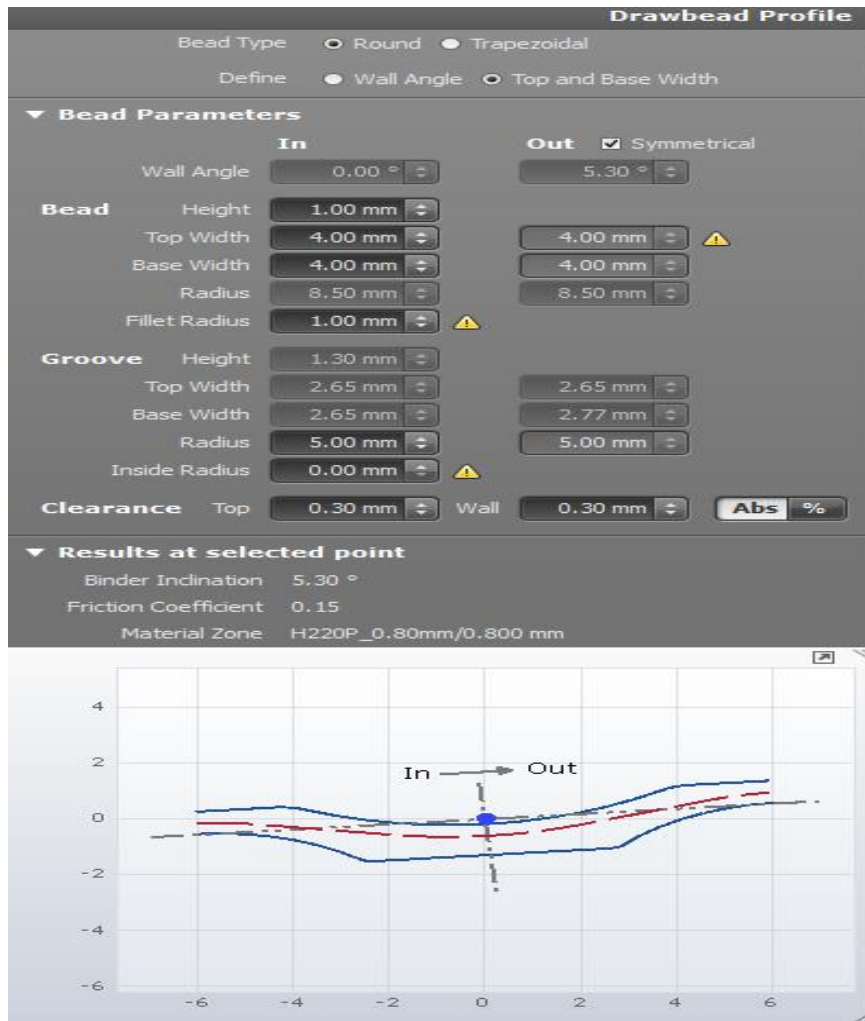 Drawbead Profile
Bead Type Round Trapezoidal
Define Wall Angle Top and Base Width
Bead Parameters
In Out Symmetrical
Wall Angle 0.00 ° 5.30 °
Bead Height 1.00 mm
Top Width 4.00 mm 4.00 mm
Base Width 4.00 mm 4.00 mm
Radius 8.50 mm 8.50 mm
Fillet Radius 1.00 mm
Groove Height 1.30 mm
Top Width 2.65 mm 2.65 mm
Base Width 2.65 mm 2.77 mm
Radius 5.00 mm 5.00 mm
Inside Radius 0.00 mm
Clearance Top 0.30 mm Wall 0.30 mm Abs %
Results at selected point
Binder Inclination 5.30 °
Friction Coefficient 0.15
Material Zone H220P_0.80mm/0.800 mm
4
2
In Out
0
-2
-4
-6
-6 -4 -2 0 2 4 6